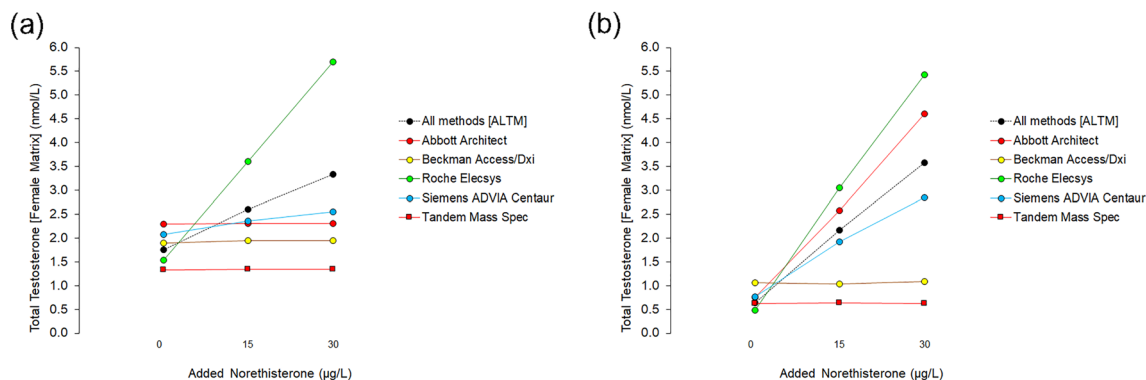 (a)
Total Testosterone [Female Matrix] (nmol/L)
6.0
5.5
5.0
4.5
4.0
3.5
3.0
2.5
2.0
1.5
1.0
0.5
0.0
0 15 30
Added Norethisterone (µg/L)
All methods [ALTM]
Abbott Architect
Beckman Access/Dxi
Roche Elecsys
Siemens ADVIA Centaur
Tandem Mass Spec
(b)
Total Testosterone [Female Matrix] (nmol/L)
6.0
5.5
5.0
4.5
4.0
3.5
3.0
2.5
2.0
1.5
1.0
0.5
0.0
0 15 30
Added Norethisterone (µg/L)
All methods [ALTM]
Abbott Architect
Beckman Access/Dxi
Roche Elecsys
Siemens ADVIA Centaur
Tandem Mass Spec